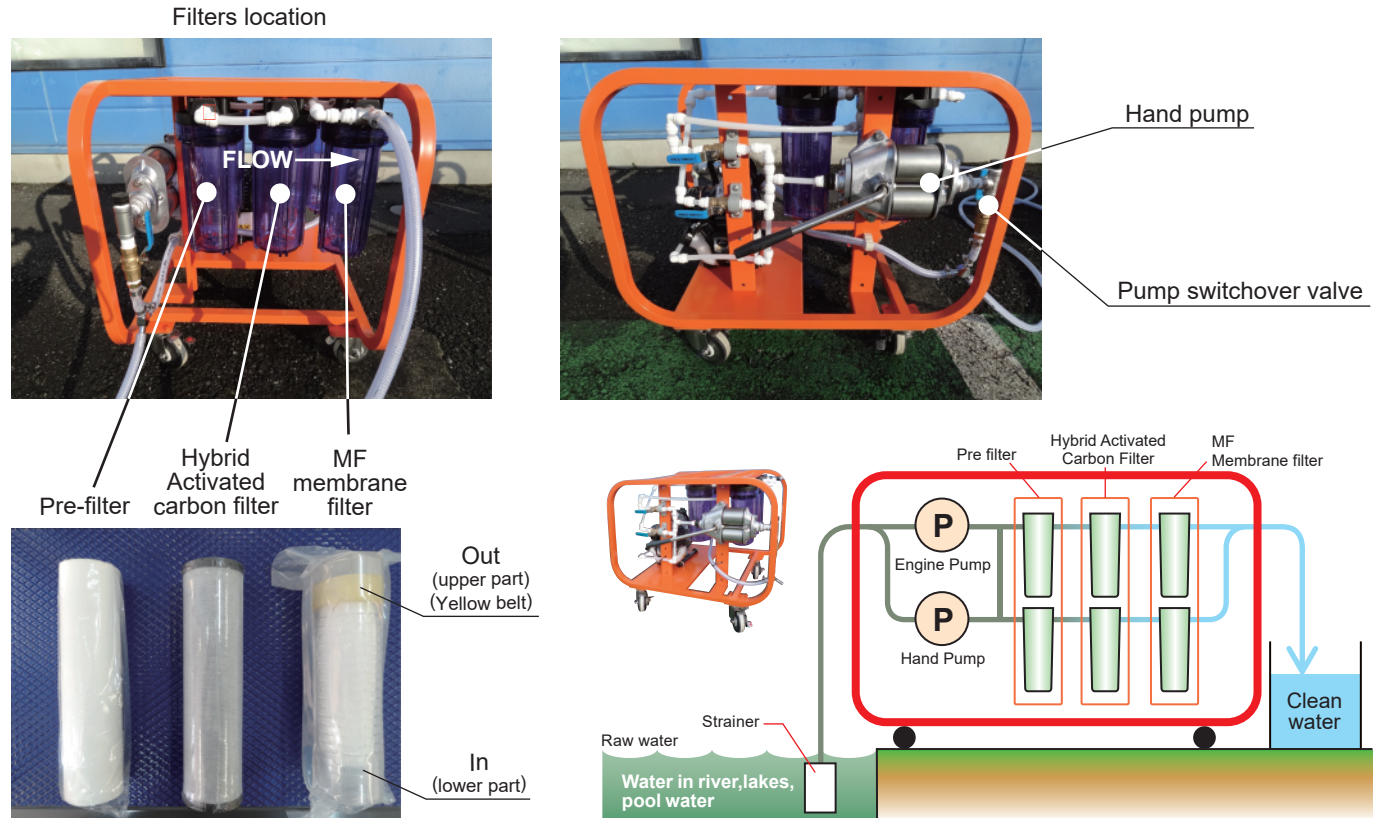 Filters location
FLOW
Hand pump
Pump switchover valve
Pre-filter
Hybrid
Activated
carbon filter
MF
membrane
filter
Out
(upper part)
(Yellow belt)
In
(lower part)
Pre filter
Hybrid Activated
Carbon Filter
MF
Membrane filter
P
Engine Pump
P
Hand Pump
Strainer
Raw water
Water in river,lakes,
pool water
Clean
water